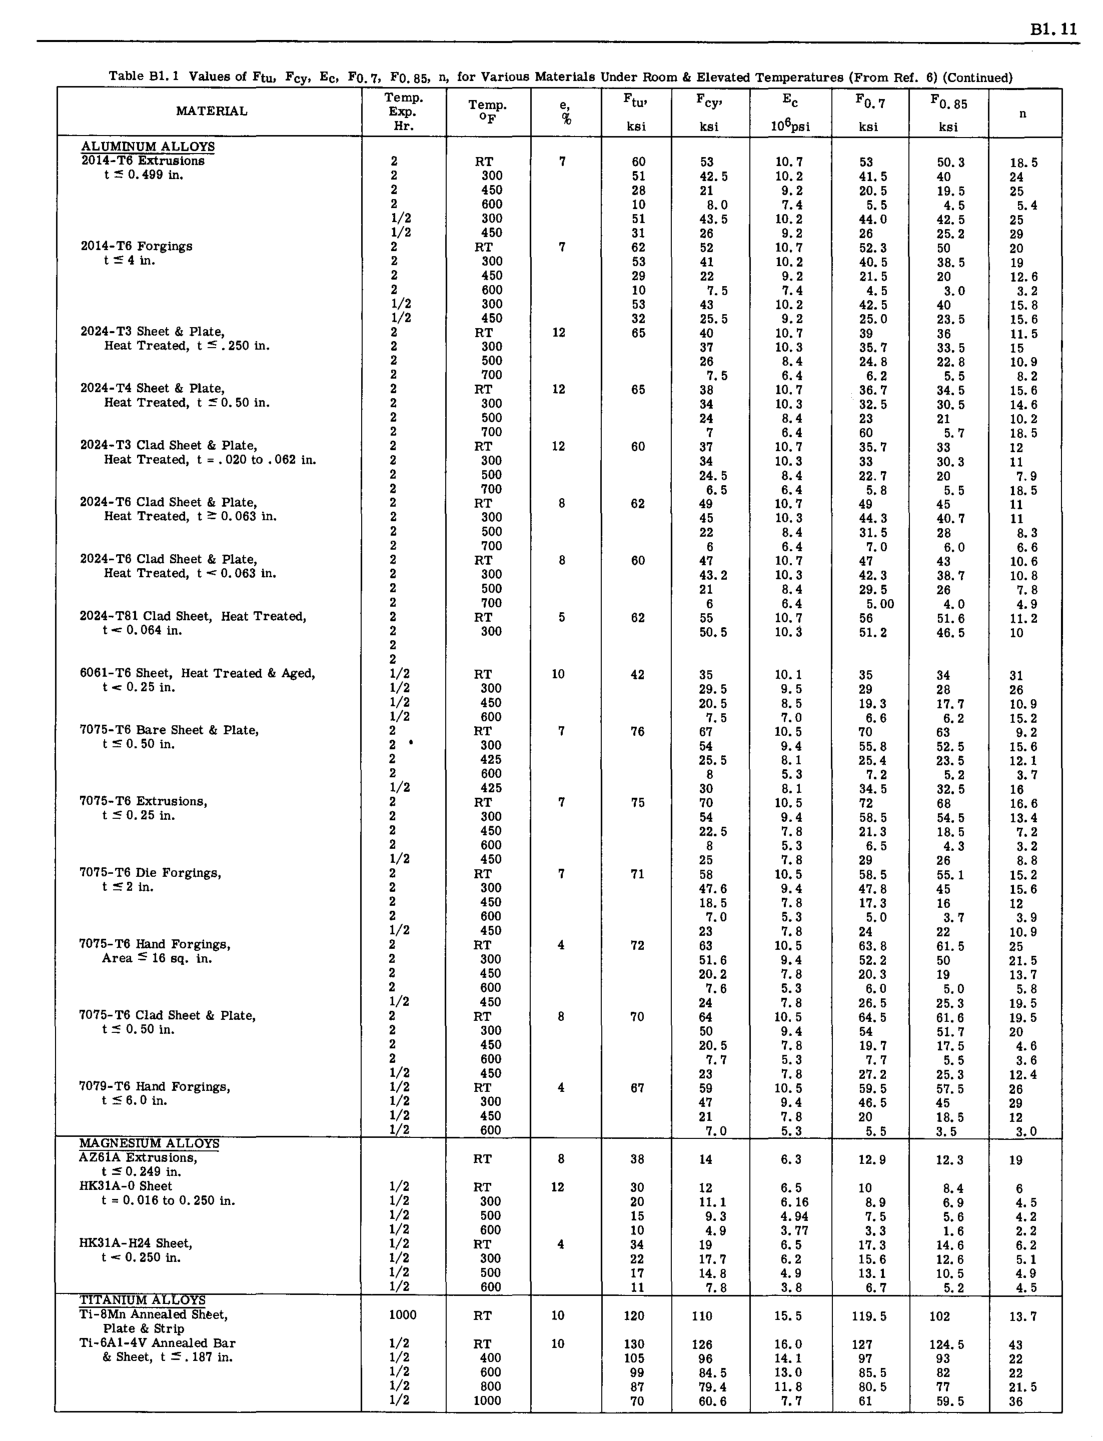 B1. 11
Table B1. 1 Values of Ftu, Fcy, Ec, F0. 7, F0. 85, n, for Various Materials Under Room & Elevated Temperatures (From Ref. 6) (Continued)
MATERIAL Temp. Exp. Hr. Temp. °F e, % Ftu, ksi Fcy, ksi Ec 10⁶psi F0. 7 ksi F0. 85 ksi n
ALUMINUM ALLOYS
2014-T6 Extrusions 2 RT 7 60 53 10. 7 53 50. 3 18. 5
t ≤ 0. 499 in. 2 300 51 42. 5 10. 2 41. 5 40 24
2 450 28 21 9. 2 20. 5 19. 5 25
2 600 10 8. 0 7. 4 5. 5 4. 5 5. 4
1/2 300 51 43. 5 10. 2 44. 0 42. 5 25
1/2 450 31 26 9. 2 26 25. 2 29
2014-T6 Forgings 2 RT 7 62 52 10. 7 52. 3 50 20
t ≤ 4 in. 2 300 53 41 10. 2 40. 5 38. 5 19
2 450 29 22 9. 2 21. 5 20 12. 6
2 600 10 7. 5 7. 4 4. 5 3. 0 3. 2
1/2 300 53 43 10. 2 42. 5 40 15. 8
1/2 450 32 25. 5 9. 2 25. 0 23. 5 15. 6
2024-T3 Sheet & Plate, 2 RT 12 65 40 10. 7 39 36 11. 5
Heat Treated, t ≤ . 250 in. 2 300 37 10. 3 35. 7 33. 5 15
2 500 26 8. 4 24. 8 22. 8 10. 9
2 700 7. 5 6. 4 6. 2 5. 5 8. 2
2024-T4 Sheet & Plate, 2 RT 12 65 38 10. 7 36. 7 34. 5 15. 6
Heat Treated, t ≤ 0. 50 in. 2 300 34 10. 3 32. 5 30. 5 14. 6
2 500 24 8. 4 23 21 10. 2
2 700 7 6. 4 60 5. 7 18. 5
2024-T3 Clad Sheet & Plate, 2 RT 12 60 37 10. 7 35. 7 33 12
Heat Treated, t = . 020 to . 062 in. 2 300 34 10. 3 33 30. 3 11
2 500 24. 5 8. 4 22. 7 20 7. 9
2 700 6. 5 6. 4 5. 8 5. 5 18. 5
2024-T6 Clad Sheet & Plate, 2 RT 8 62 49 10. 7 49 45 11
Heat Treated, t ≥ 0. 063 in. 2 300 45 10. 3 44. 3 40. 7 11
2 500 22 8. 4 31. 5 28 8. 3
2 700 6 6. 4 7. 0 6. 0 6. 6
2024-T6 Clad Sheet & Plate, 2 RT 8 60 47 10. 7 47 43 10. 6
Heat Treated, t < 0. 063 in. 2 300 43. 2 10. 3 42. 3 38. 7 10. 8
2 500 21 8. 4 29. 5 26 7. 8
2 700 6 6. 4 5. 00 4. 0 4. 9
2024-T81 Clad Sheet, Heat Treated, 2 RT 5 62 55 10. 7 56 51. 6 11. 2
t < 0. 064 in. 2 300 50. 5 10. 3 51. 2 46. 5 10
2
2
6061-T6 Sheet, Heat Treated & Aged, 1/2 RT 10 42 35 10. 1 35 34 31
t < 0. 25 in. 1/2 300 29. 5 9. 5 29 28 26
1/2 450 20. 5 8. 5 19. 3 17. 7 10. 9
1/2 600 7. 5 7. 0 6. 6 6. 2 15. 2
7075-T6 Bare Sheet & Plate, 2 RT 7 76 67 10. 5 70 63 9. 2
t ≤ 0. 50 in. 2 300 54 9. 4 55. 8 52. 5 15. 6
2 425 25. 5 8. 1 25. 4 23. 5 12. 1
2 600 8 5. 3 7. 2 5. 2 3. 7
1/2 425 30 8. 1 34. 5 32. 5 16
7075-T6 Extrusions, 2 RT 7 75 70 10. 5 72 68 16. 6
t ≤ 0. 25 in. 2 300 54 9. 4 58. 5 54. 5 13. 4
2 450 22. 5 7. 8 21. 3 18. 5 7. 2
2 600 8 5. 3 6. 5 4. 3 3. 2
1/2 450 25 7. 8 29 26 8. 8
7075-T6 Die Forgings, 2 RT 7 71 58 10. 5 58. 5 55. 1 15. 2
t ≤ 2 in. 2 300 47. 6 9. 4 47. 8 45 15. 6
2 450 18. 5 7. 8 17. 3 16 12
2 600 7. 0 5. 3 5. 0 3. 7 3. 9
1/2 450 23 7. 8 24 22 10. 9
7075-T6 Hand Forgings, 2 RT 4 72 63 10. 5 63. 8 61. 5 25
Area ≤ 16 sq. in. 2 300 51. 6 9. 4 52. 2 50 21. 5
2 450 20. 2 7. 8 20. 3 19 13. 7
2 600 7. 6 5. 3 6. 0 5. 0 5. 8
1/2 450 24 7. 8 26. 5 25. 3 19. 5
7075-T6 Clad Sheet & Plate, 2 RT 8 70 64 10. 5 64. 5 61. 6 19. 5
t ≤ 0. 50 in. 2 300 50 9. 4 54 51. 7 20
2 450 20. 5 7. 8 19. 7 17. 5 4. 6
2 600 7. 7 5. 3 7. 7 5. 5 3. 6
1/2 450 23 7. 8 27. 2 25. 3 12. 4
7079-T6 Hand Forgings, 1/2 RT 4 67 59 10. 5 59. 5 57. 5 26
t ≤ 6. 0 in. 1/2 300 47 9. 4 46. 5 45 29
1/2 450 21 7. 8 20 18. 5 12
1/2 600 7. 0 5. 3 5. 5 3. 5 3. 0
MAGNESIUM ALLOYS
AZ61A Extrusions, RT 8 38 14 6. 3 12. 9 12. 3 19
t ≤ 0. 249 in.
HK31A-0 Sheet 1/2 RT 12 30 12 6. 5 10 8. 4 6
t = 0. 016 to 0. 250 in. 1/2 300 20 11. 1 6. 16 8. 9 6. 9 4. 5
1/2 500 15 9. 3 4. 94 7. 5 5. 6 4. 2
1/2 600 10 4. 9 3. 77 3. 3 1. 6 2. 2
HK31A-H24 Sheet, 1/2 RT 4 34 19 6. 5 17. 3 14. 6 6. 2
t < 0. 250 in. 1/2 300 22 17. 7 6. 2 15. 6 12. 6 5. 1
1/2 500 17 14. 8 4. 9 13. 1 10. 5 4. 9
1/2 600 11 7. 8 3. 8 6. 7 5. 2 4. 5
TITANIUM ALLOYS
Ti-8Mn Annealed Sheet, 1000 RT 10 120 110 15. 5 119. 5 102 13. 7
Plate & Strip
Ti-6A1-4V Annealed Bar 1/2 RT 10 130 126 16. 0 127 124. 5 43
& Sheet, t ≤ . 187 in. 1/2 400 105 96 14. 1 97 93 22
1/2 600 99 84. 5 13. 0 85. 5 82 22
1/2 800 87 79. 4 11. 8 80. 5 77 21. 5
1/2 1000 70 60. 6 7. 7 61 59. 5 36